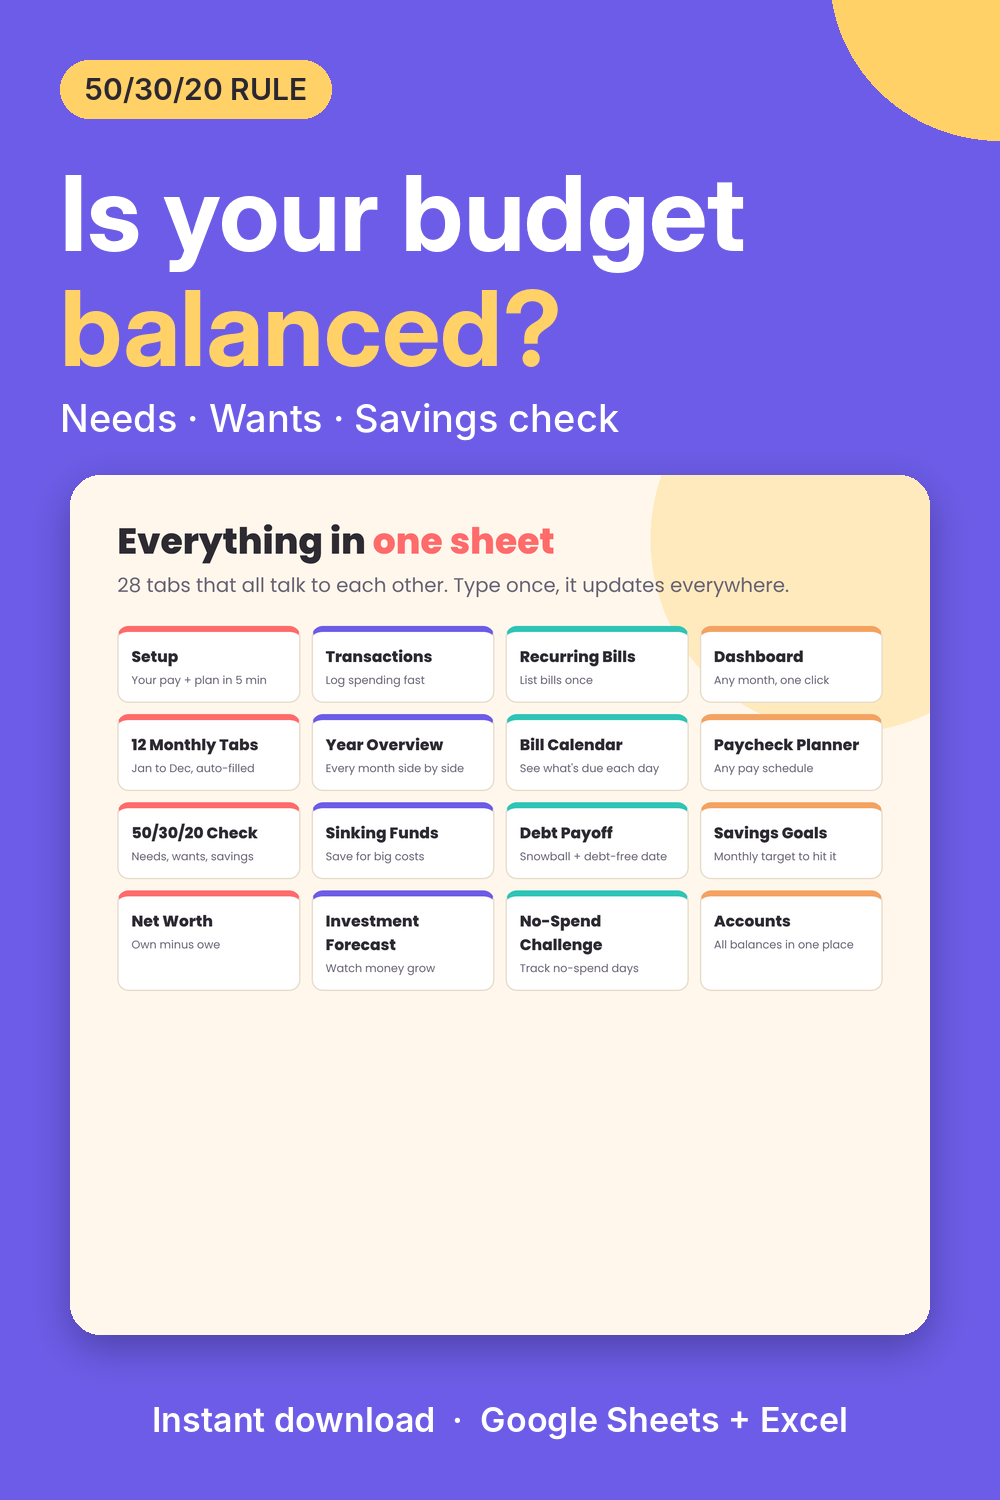 50/30/20 RULE
Is your budget
balanced?
Needs · Wants · Savings check
Everything in one sheet
28 tabs that all talk to each other. Type once, it updates everywhere.
Setup
Your pay + plan in 5 min
Transactions
Log spending fast
Recurring Bills
List bills once
Dashboard
Any month, one click
12 Monthly Tabs
Jan to Dec, auto-filled
Year Overview
Every month side by side
Bill Calendar
See what's due each day
Paycheck Planner
Any pay schedule
50/30/20 Check
Needs, wants, savings
Sinking Funds
Save for big costs
Debt Payoff
Snowball + debt-free date
Savings Goals
Monthly target to hit it
Net Worth
Own minus owe
Investment
Forecast
Watch money grow
No-Spend
Challenge
Track no-spend days
Accounts
All balances in one place
Instant download · Google Sheets + Excel